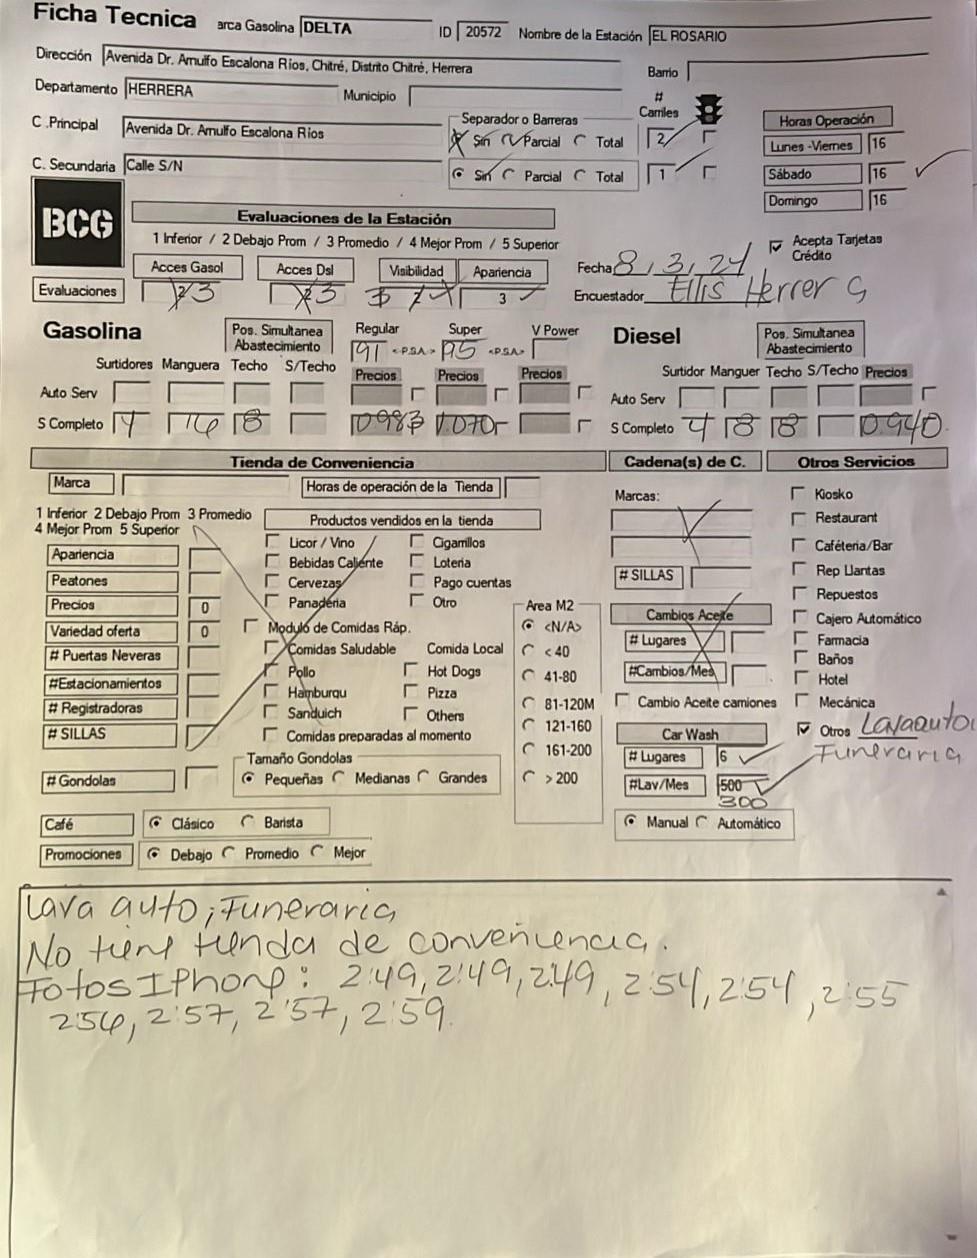 Ficha Tecnica arca Gasolina DELTA ID 20572 Nombre de la Estación EL ROSARIO
Dirección Avenida Dr. Arnulfo Escalona Ríos, Chitré, Distrito Chitré, Herrera Barrio
Departamento HERRERA Municipio # Carriles
C .Principal Avenida Dr. Arnulfo Escalona Ríos Separador o Barreras Sin Parcial Total 2
C. Secundaria Calle S/N Sin Parcial Total 1
Horas Operación
Lunes -Viernes 16
Sábado 16
Domingo 16
BCG
Evaluaciones de la Estación
1 Inferior / 2 Debajo Prom / 3 Promedio / 4 Mejor Prom / 5 Superior
Acepta Tarjetas Crédito
Acces Gasol Acces Dsl Visibilidad Apariencia
Evaluaciones 3 3 3
Fecha 8, 3, 24
Encuestador Ellis Herrer G
Gasolina Pos. Simultanea Abastecimiento Regular Super V Power
91 <-P.S.A.-> 95 <-P.S.A.->
Surtidores Manguera Techo S/Techo Precios Precios Precios
Auto Serv
S Completo 4 16 8 0.983 1.070
Diesel Pos. Simultanea Abastecimiento
Surtidor Manguer Techo S/Techo Precios
Auto Serv
S Completo 4 8 8 0.940
Tienda de Conveniencia
Marca Horas de operación de la Tienda
1 Inferior 2 Debajo Prom 3 Promedio
4 Mejor Prom 5 Superior
Apariencia
Peatones
Precios 0
Variedad oferta 0
# Puertas Neveras
#Estacionamientos
# Registradoras
# SILLAS
# Gondolas
Productos vendidos en la tienda
Licor / Vino Cigarrillos
Bebidas Caliente Loteria
Cervezas Pago cuentas
Panadería Otro
Moduló de Comidas Ráp.
Comidas Saludable Comida Local
Pollo Hot Dogs
Hamburqu Pizza
Sanduich Others
Comidas preparadas al momento
Tamaño Gondolas
Pequeñas Medianas Grandes
Area M2
<N/A>
< 40
41-80
81-120M
121-160
161-200
> 200
Café Clásico Barista
Promociones Debajo Promedio Mejor
Cadena(s) de C.
Marcas:
# SILLAS
Cambios Aceite
# Lugares
#Cambios/Mes
Cambio Aceite camiones
Car Wash
# Lugares 6
#Lav/Mes 500
300
Manual Automático
Otros Servicios
Kiosko
Restaurant
Caféteria/Bar
Rep Llantas
Repuestos
Cajero Automático
Farmacia
Baños
Hotel
Mecánica
Otros Lavaauto;
Funeraria
Lava auto; Funeraria
No tiene tienda de conveniencia.
Fotos IPhone: 2:49, 2:49, 2:49, 2:54, 2:54, 2:55
2:56, 2:57, 2:57, 2:59.